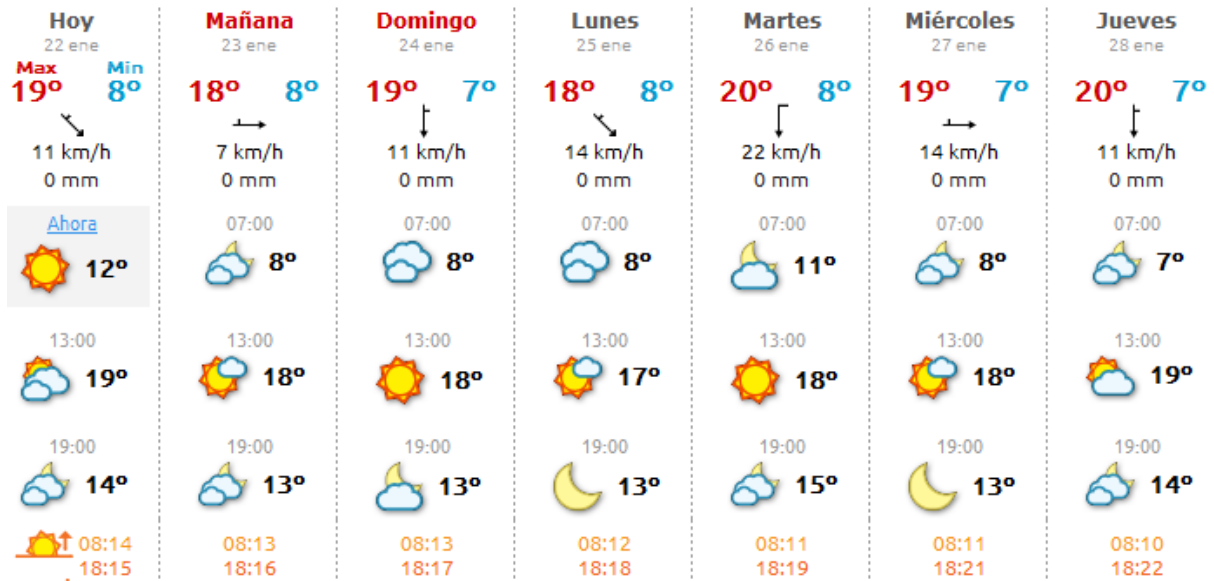 Hoy Mañana Domingo Lunes Martes Miércoles Jueves
22 ene 23 ene 24 ene 25 ene 26 ene 27 ene 28 ene
Max Min
19º 8º 18º 8º 19º 7º 18º 8º 20º 8º 19º 7º 20º 7º
11 km/h 7 km/h 11 km/h 14 km/h 22 km/h 14 km/h 11 km/h
0 mm 0 mm 0 mm 0 mm 0 mm 0 mm 0 mm
Ahora 07:00 07:00 07:00 07:00 07:00 07:00
12º 8º 8º 8º 11º 8º 7º
13:00 13:00 13:00 13:00 13:00 13:00 13:00
19º 18º 18º 17º 18º 18º 19º
19:00 19:00 19:00 19:00 19:00 19:00 19:00
14º 13º 13º 13º 15º 13º 14º
08:14 08:13 08:13 08:12 08:11 08:11 08:10
18:15 18:16 18:17 18:18 18:19 18:21 18:22